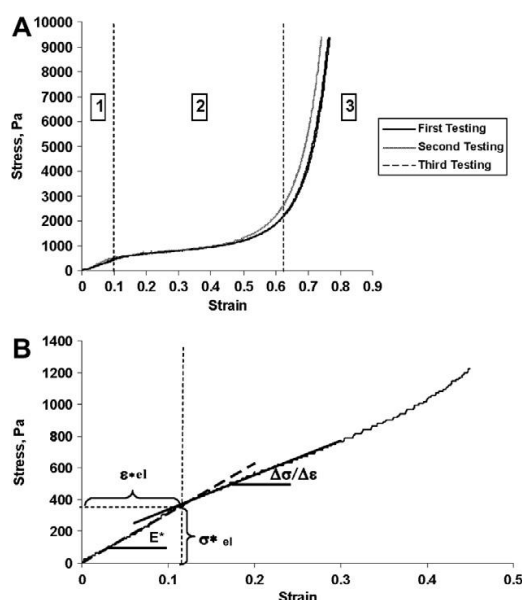 A
10000
9000
8000
7000
6000
5000
4000
3000
2000
1000
0
Stress, Pa
1
2
3
0 0.1 0.2 0.3 0.4 0.5 0.6 0.7 0.8 0.9
Strain
First Testing
Second Testing
Third Testing
B
1400
1200
1000
800
600
400
200
0
Stress, Pa
ε*el
Δσ/Δε
E*
σ* el
0 0.1 0.2 0.3 0.4 0.5
Strain